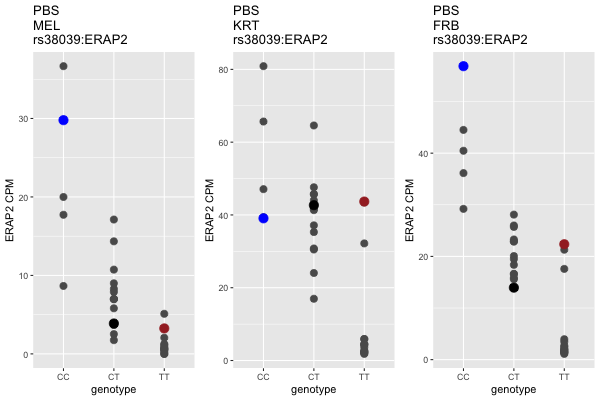 PBS
MEL
rs38039:ERAP2
ERAP2 CPM
30
20
10
0
CC
CT
TT
genotype
PBS
KRT
rs38039:ERAP2
ERAP2 CPM
80
60
40
20
0
CC
CT
TT
genotype
PBS
FRB
rs38039:ERAP2
ERAP2 CPM
40
20
0
CC
CT
TT
genotype